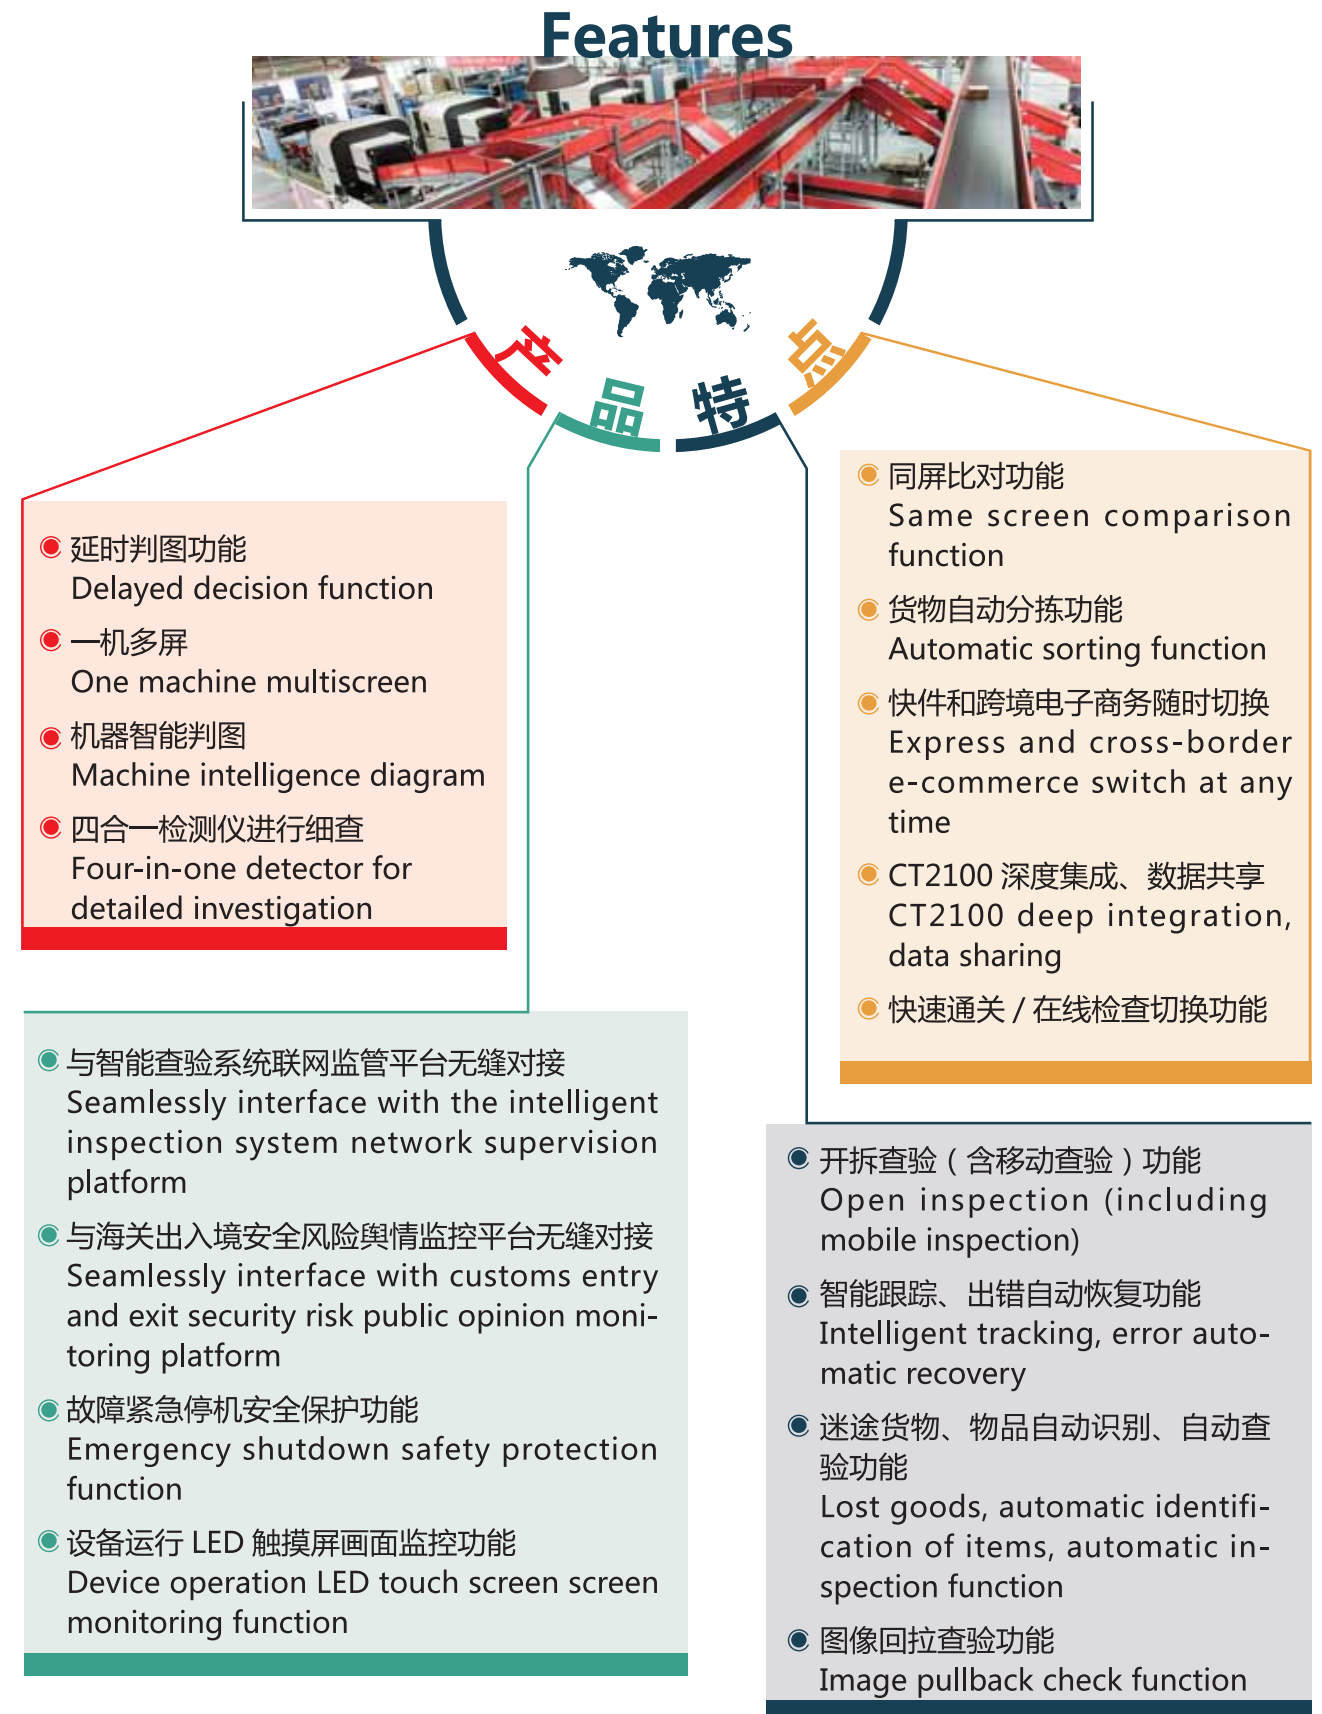 Features
产品特点
延时判图功能
Delayed decision function
一机多屏
One machine multiscreen
机器智能判图
Machine intelligence diagram
四合一检测仪进行细查
Four-in-one detector for
detailed investigation
同屏比对功能
Same screen comparison
function
货物自动分拣功能
Automatic sorting function
快件和跨境电子商务随时切换
Express and cross-border
e-commerce switch at any
time
CT2100 深度集成、数据共享
CT2100 deep integration,
data sharing
快速通关 / 在线检查切换功能
与智能查验系统联网监管平台无缝对接
Seamlessly interface with the intelligent
inspection system network supervision
platform
与海关出入境安全风险舆情监控平台无缝对接
Seamlessly interface with customs entry
and exit security risk public opinion moni-
toring platform
故障紧急停机安全保护功能
Emergency shutdown safety protection
function
设备运行 LED 触摸屏画面监控功能
Device operation LED touch screen screen
monitoring function
开拆查验（含移动查验）功能
Open inspection (including
mobile inspection)
智能跟踪、出错自动恢复功能
Intelligent tracking, error auto-
matic recovery
迷途货物、物品自动识别、自动查
验功能
Lost goods, automatic identifi-
cation of items, automatic in-
spection function
图像回拉查验功能
Image pullback check function